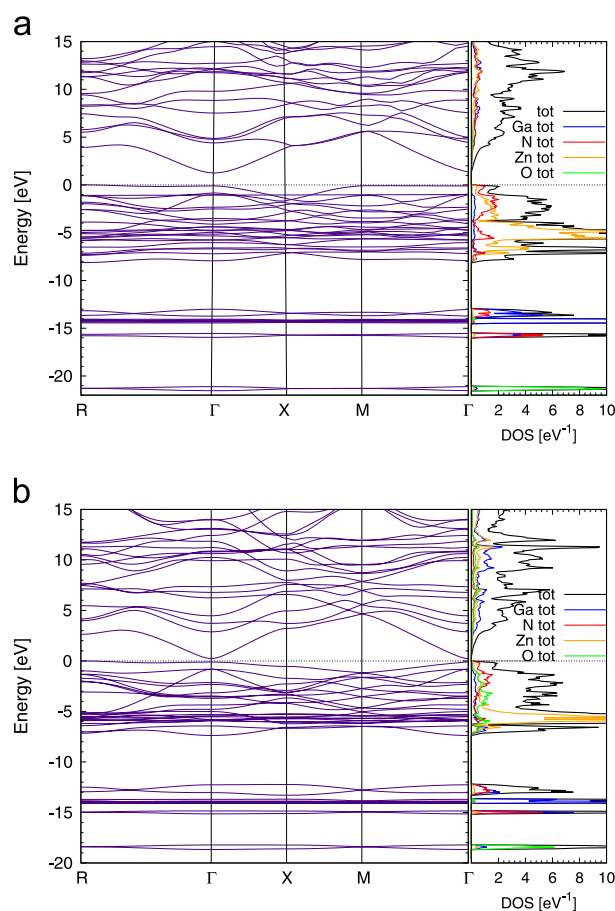 a
15
10
5
0
-5
-10
-15
-20
Energy [eV]
R Γ X M Γ
tot
Ga tot
N tot
Zn tot
O tot
2 4 6 8 10
DOS [eV⁻¹]
b
15
10
5
0
-5
-10
-15
-20
Energy [eV]
R Γ X M Γ
tot
Ga tot
N tot
Zn tot
O tot
2 4 6 8 10
DOS [eV⁻¹]